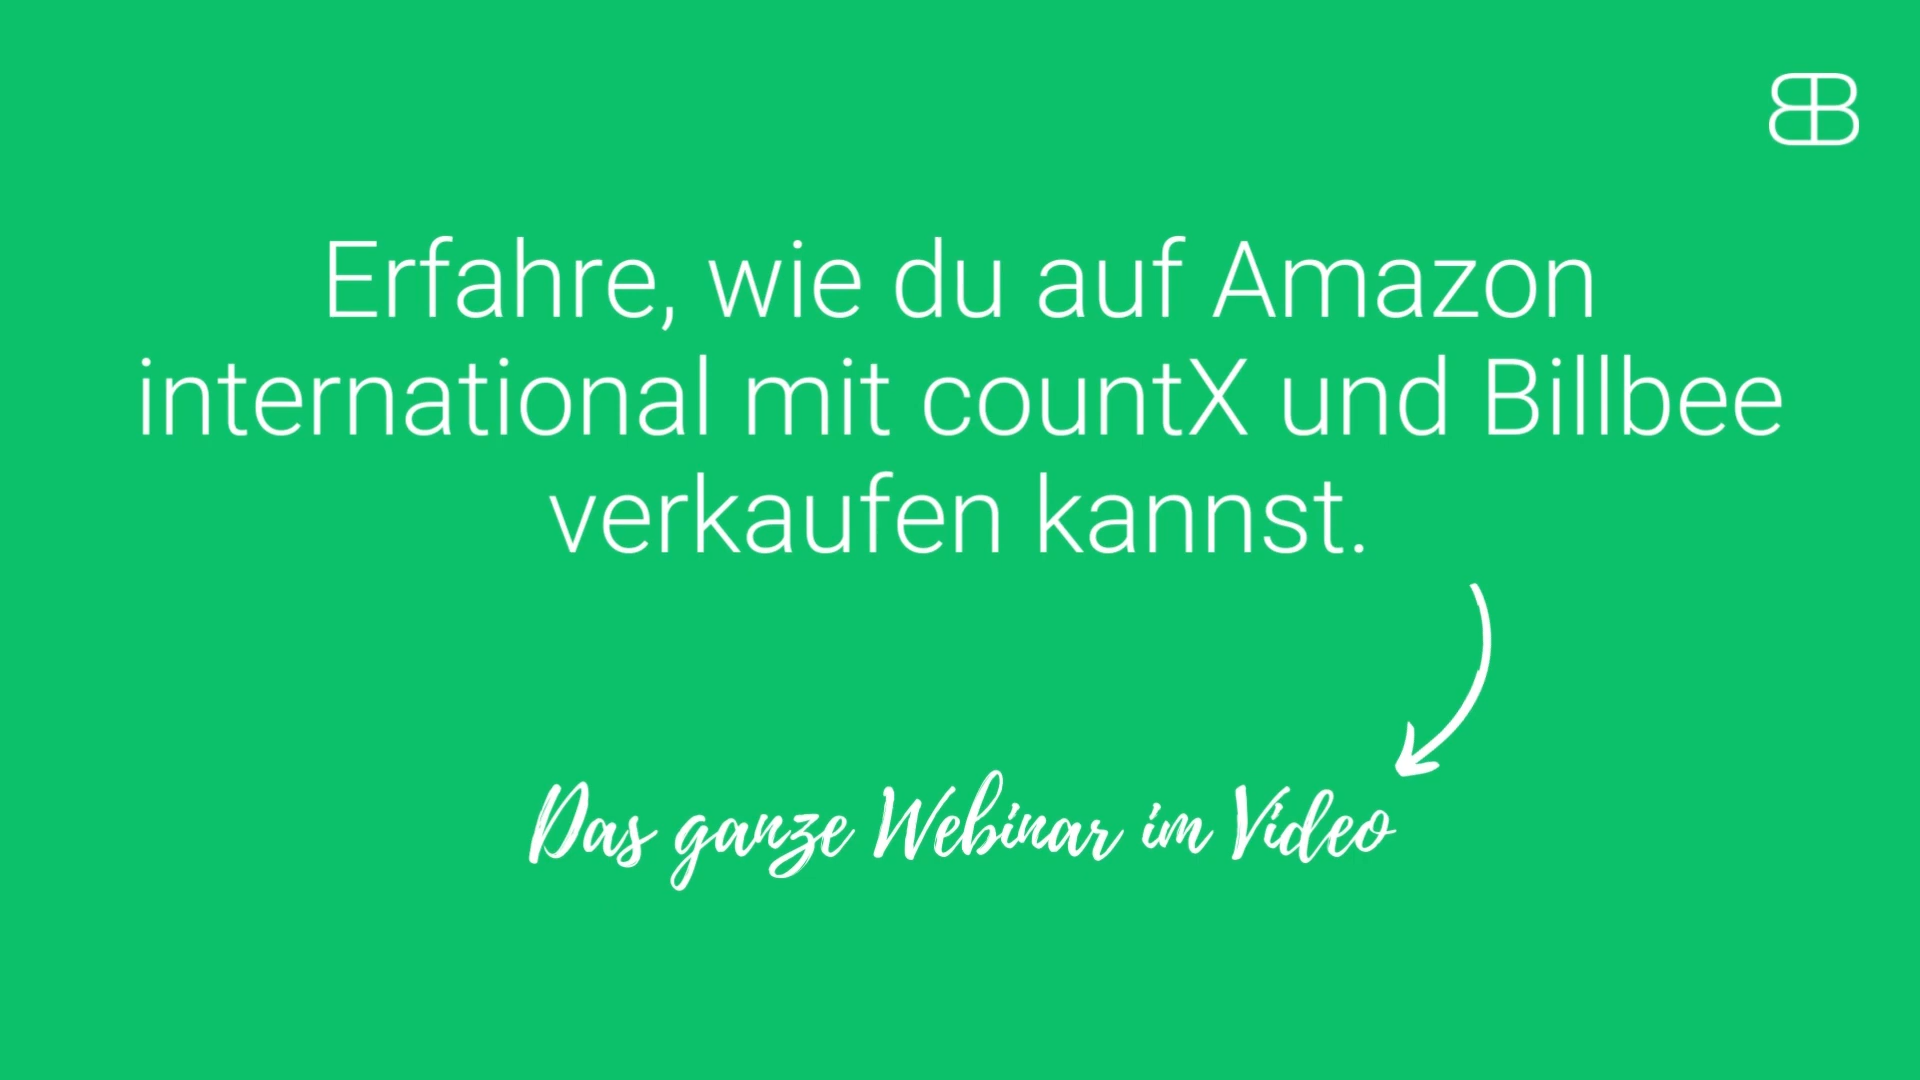 Erfahre, wie du auf Amazon
international mit countX und Billbee
verkaufen kannst.
Das ganze Webinar im Video